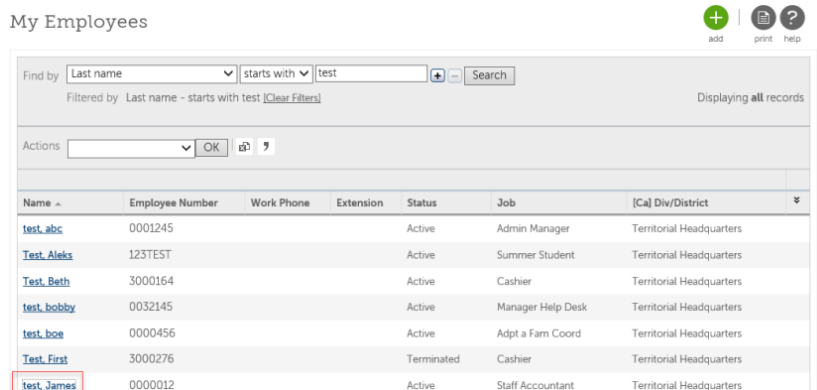 My Employees
add print help
Find by Last name starts with test Search
Filtered by Last name - starts with test [Clear Filters] Displaying all records
Actions OK
Name Employee Number Work Phone Extension Status Job [Ca] Div/District
test, abc 0001245 Active Admin Manager Territorial Headquarters
Test, Aleks 123TEST Active Summer Student Territorial Headquarters
Test, Beth 3000164 Active Cashier Territorial Headquarters
test, bobby 0032145 Active Manager Help Desk Territorial Headquarters
test, boe 0000456 Active Adpt a Fam Coord Territorial Headquarters
Test, First 3000276 Terminated Cashier Territorial Headquarters
test, James 0000012 Active Staff Accountant Territorial Headquarters